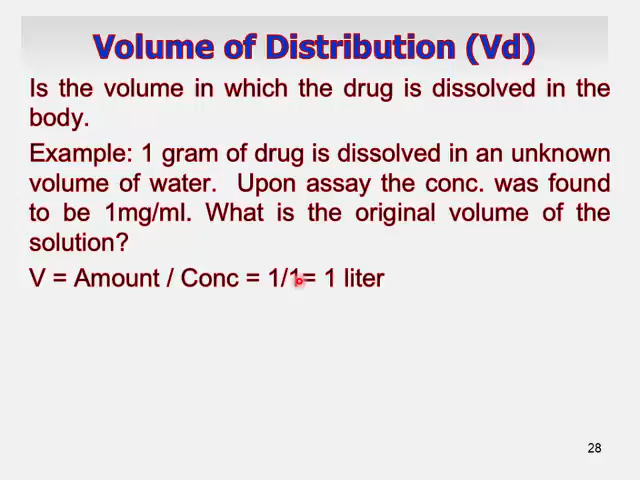 Volume of Distribution (Vd)
Is the volume in which the drug is dissolved in the
body.
Example: 1 gram of drug is dissolved in an unknown
volume of water. Upon assay the conc. was found
to be 1mg/ml. What is the original volume of the
solution?
V = Amount / Conc = 1/1= 1 liter
28